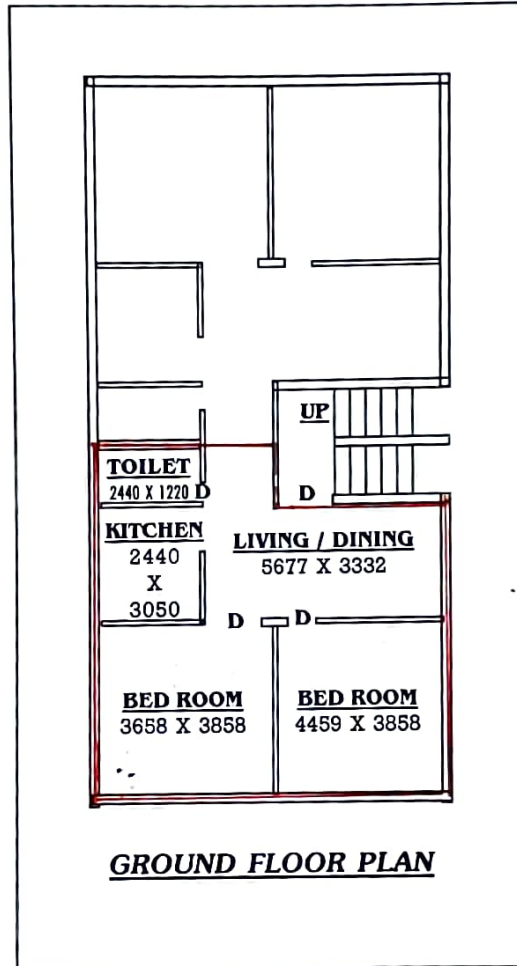 UP
TOILET
2440 X 1220 D
D
KITCHEN
2440
X
3050
LIVING / DINING
5677 X 3332
D
D
BED ROOM
3658 X 3858
BED ROOM
4459 X 3858
GROUND FLOOR PLAN